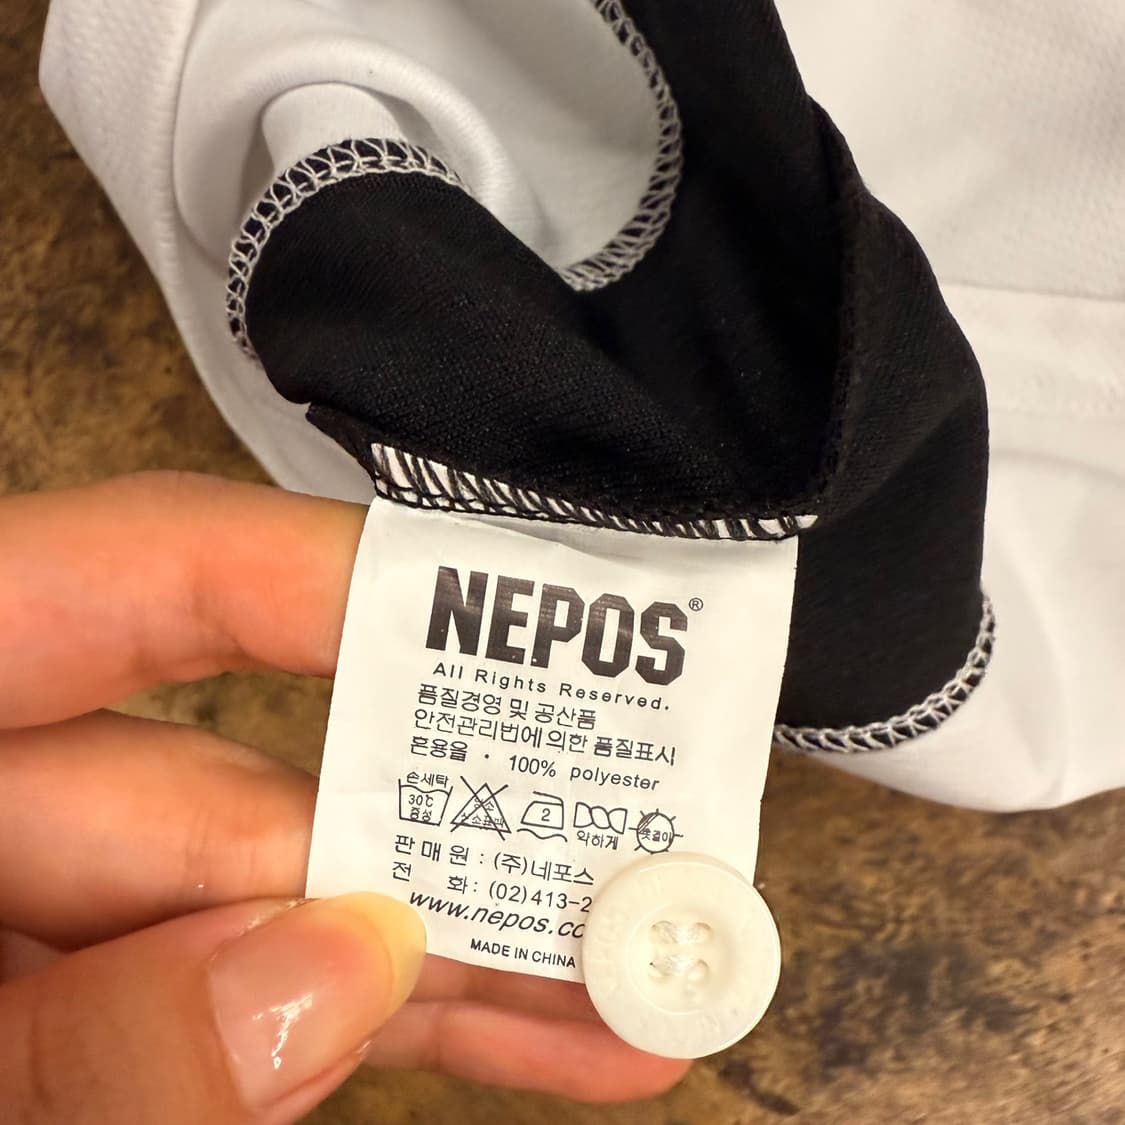 NEPOS®
All Rights Reserved.
품질경영 및 공산품
안전관리법에 의한 품질표시
혼용율 · 100% polyester
손세탁
30℃
중성
2
약하게
판 매 원 : (주)네포스
전 화 : (02)413-2
www.nepos.co
MADE IN CHINA